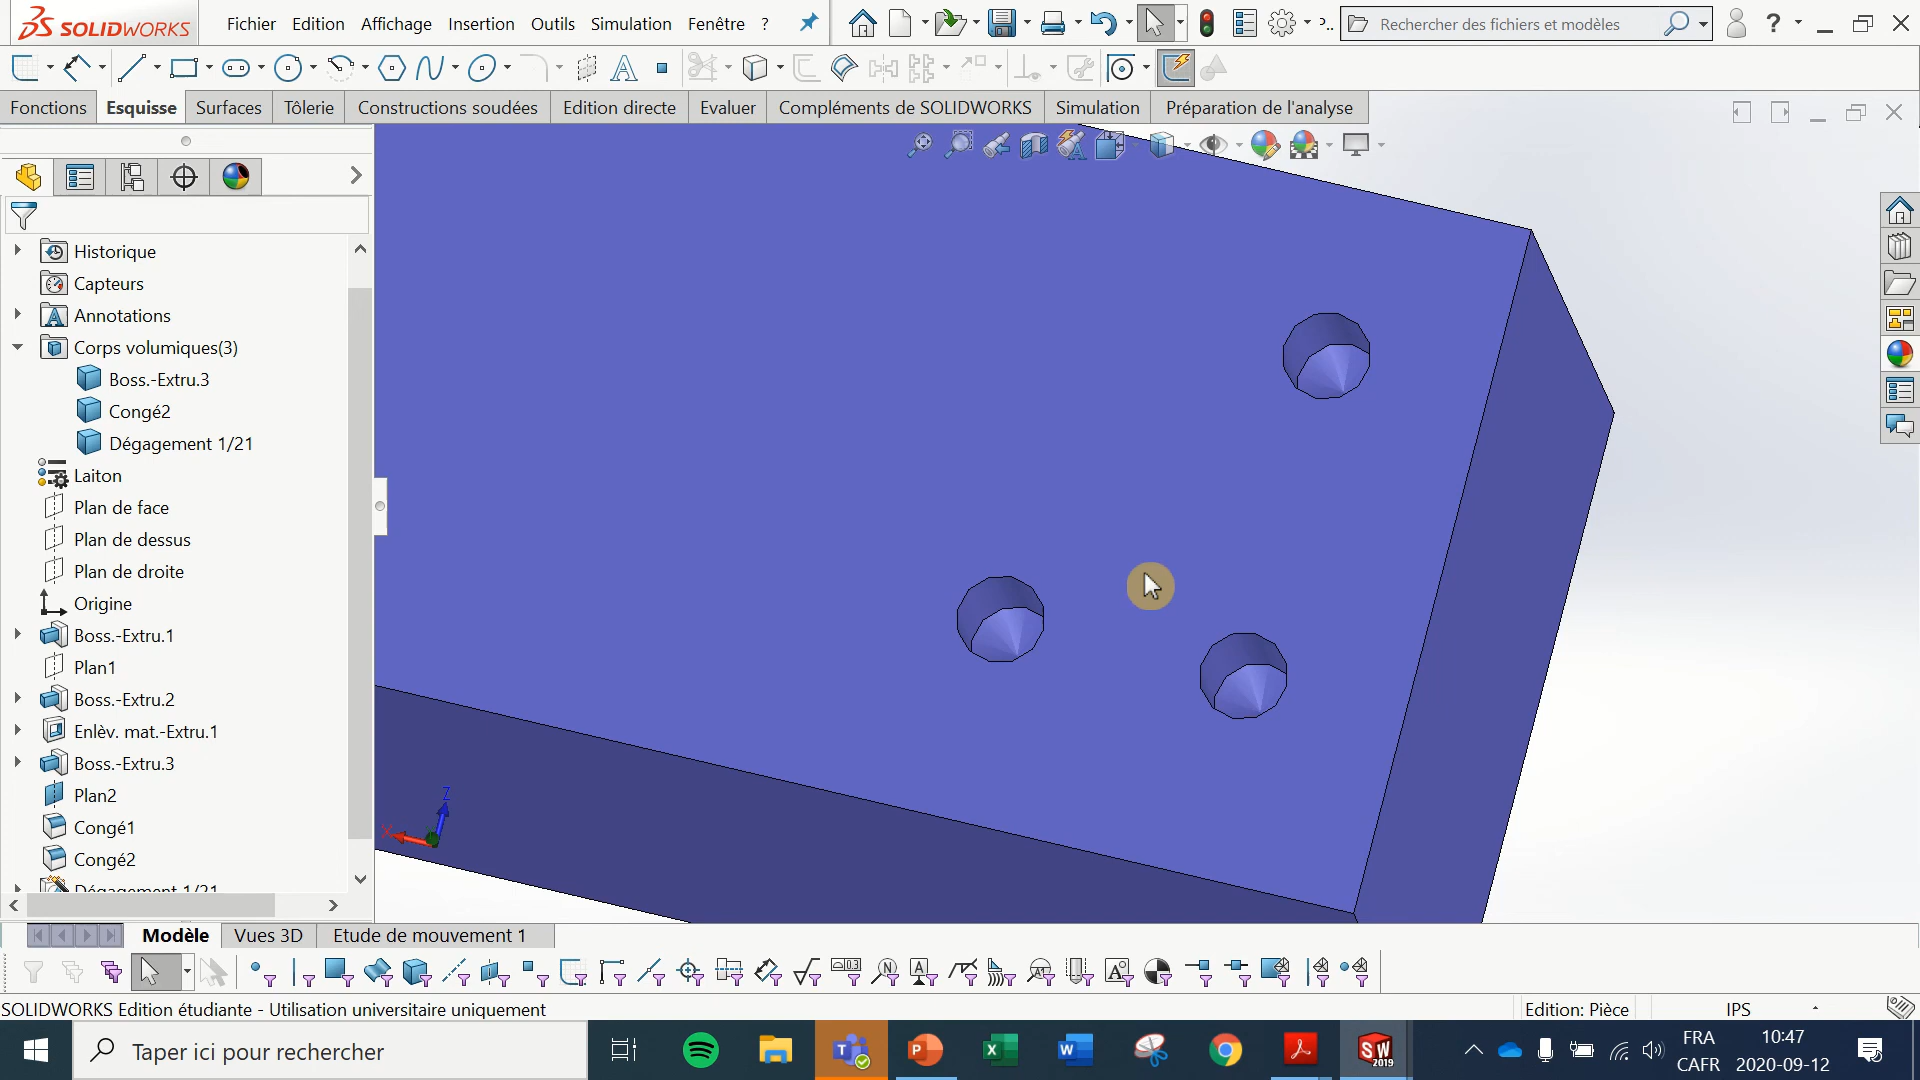 SOLIDWORKS
Fichier Edition Affichage Insertion Outils Simulation Fenêtre ?
Rechercher des fichiers et modèles
Fonctions Esquisse Surfaces Tôlerie Constructions soudées Edition directe Evaluer Compléments de SOLIDWORKS Simulation Préparation de l'analyse
Historique
Capteurs
Annotations
Corps volumiques(3)
Boss.-Extru.3
Congé2
Dégagement 1/21
Laiton
Plan de face
Plan de dessus
Plan de droite
Origine
Boss.-Extru.1
Plan1
Boss.-Extru.2
Enlèv. mat.-Extru.1
Boss.-Extru.3
Plan2
Congé1
Congé2
Dégagement 1/21
Z
X
Modèle Vues 3D Etude de mouvement 1
SOLIDWORKS Edition étudiante - Utilisation universitaire uniquement
Edition: Pièce
IPS
Taper ici pour rechercher
FRA
CAFR
10:47
2020-09-12